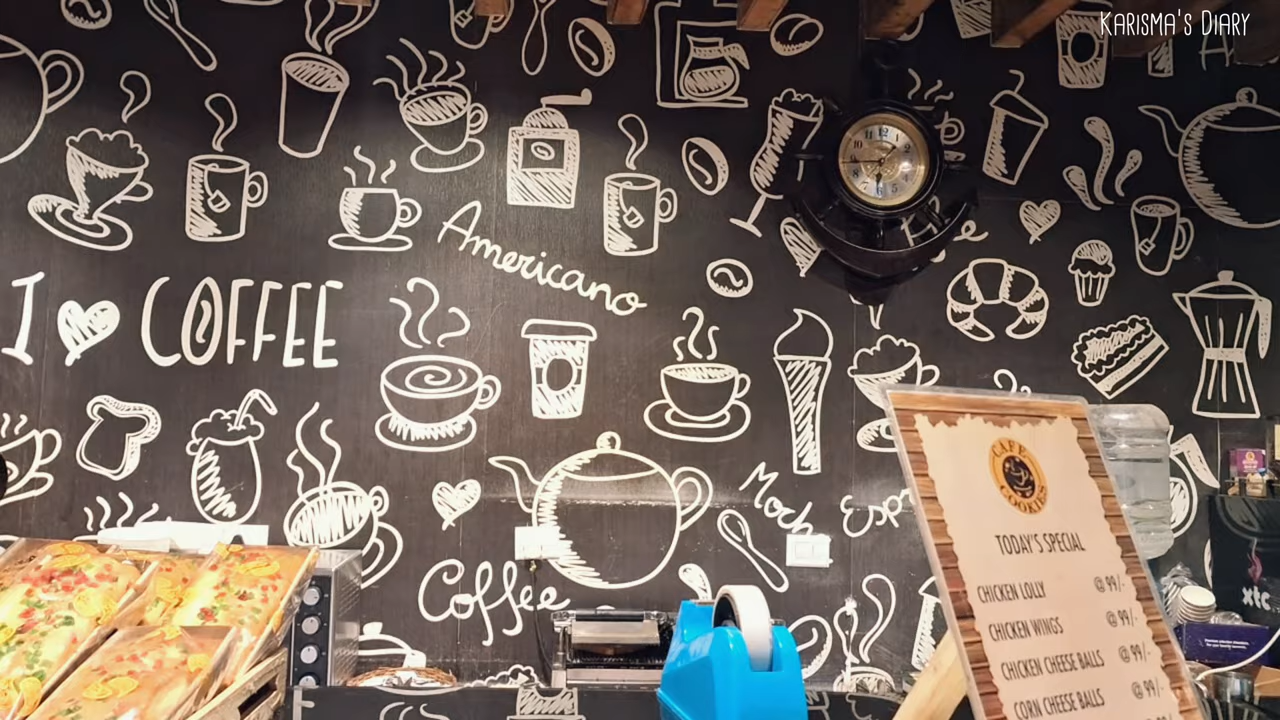 KARISMA'S DIARY
Americano
I ♥ COFFEE
Moch
Esp
Coffee
CAFE
COOKIES
TODAY'S SPECIAL
CHICKEN LOLLY @ 99/-
CHICKEN WINGS @ 99/-
CHICKEN CHEESE BALLS @ 99/-
CORN CHEESE BALLS @ 99/-
xtc